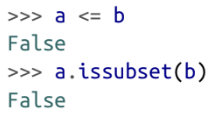 >>> a <= b
False
>>> a.issubset(b)
False